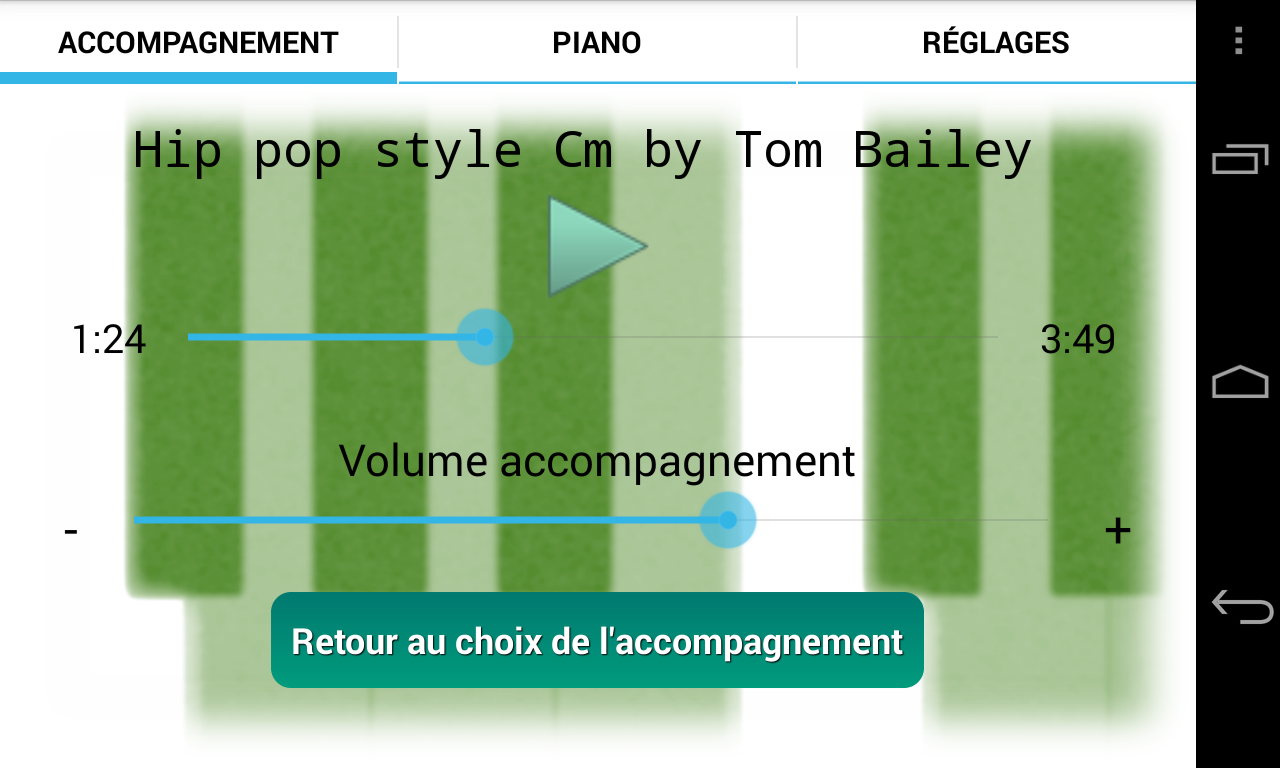 ACCOMPAGNEMENT PIANO RÉGLAGES
Hip pop style Cm by Tom Bailey
1:24 3:49
Volume accompagnement
- +
Retour au choix de l'accompagnement